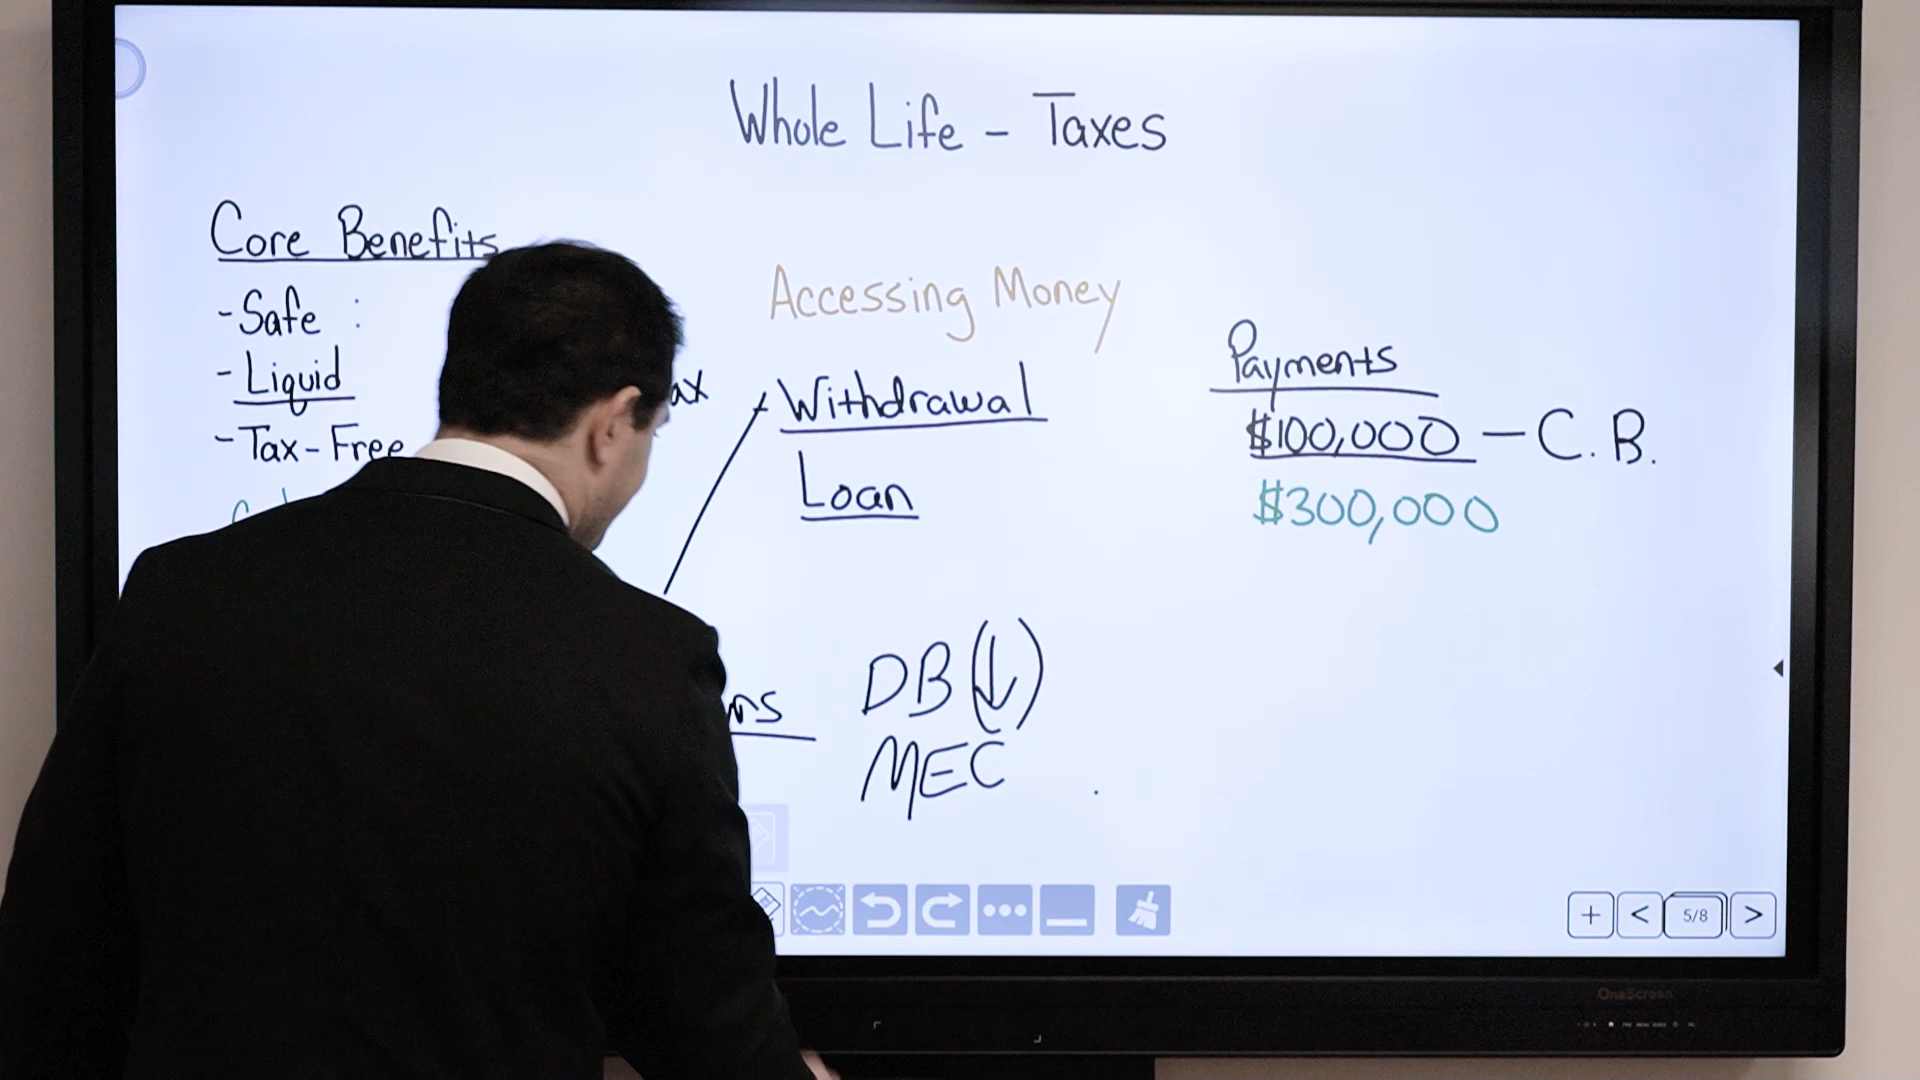 Whole Life - Taxes
Core Benefits
- Safe :
- Liquid
- Tax-Free
Accessing Money
Withdrawal
Loan
Payments
$100,000 - C.B.
$300,000
DB (↓)
MEC
5/8
OneScreen